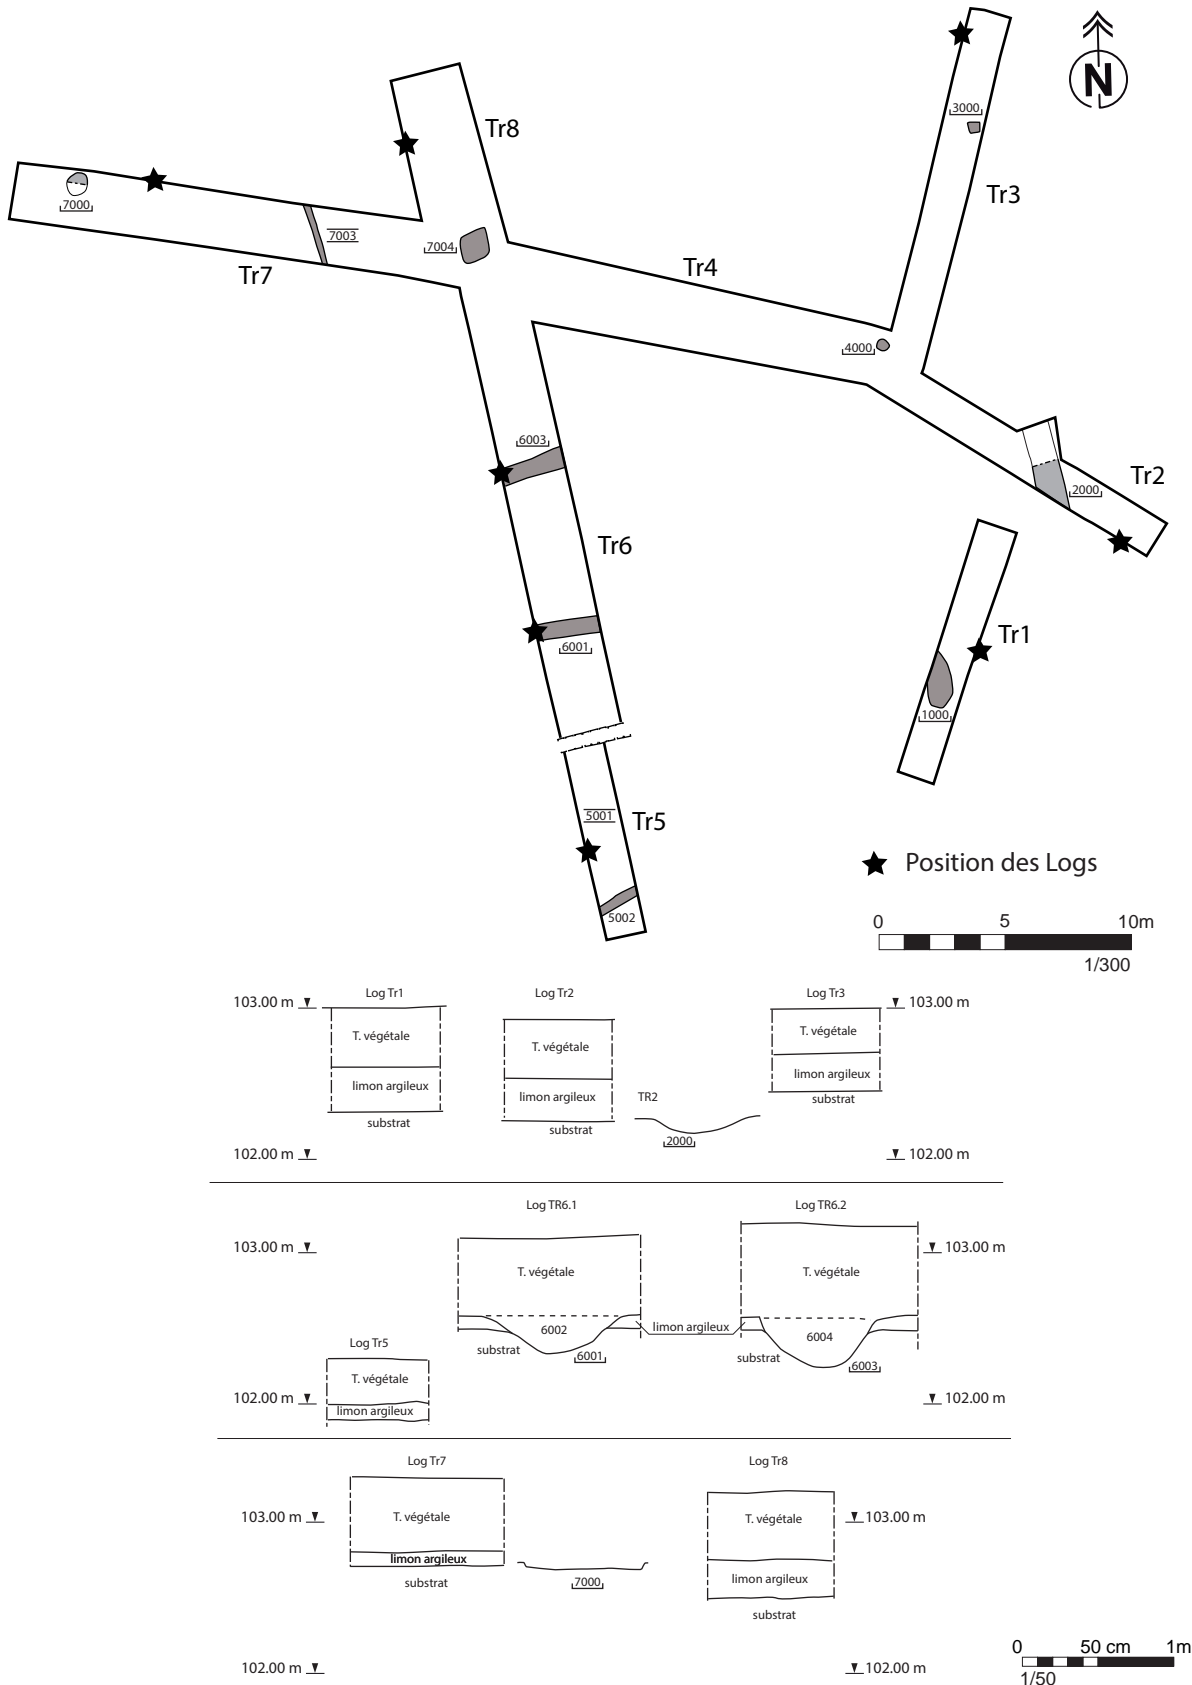 N
Tr8
3000
Tr3
7000
7003
7004
Tr7
Tr4
4000
6003
Tr2
2000
Tr6
6001
Tr1
1000
5001
Tr5
5002
Position des Logs
0 5 10m
1/300
Log Tr1 Log Tr2 Log Tr3
103.00 m 103.00 m
T. végétale T. végétale T. végétale
limon argileux limon argileux limon argileux
substrat substrat substrat
TR2
2000
102.00 m 102.00 m
Log TR6.1 Log TR6.2
103.00 m 103.00 m
T. végétale T. végétale
6002 limon argileux 6004
substrat 6001 substrat 6003
Log Tr5
T. végétale
102.00 m 102.00 m
limon argileux
Log Tr7 Log Tr8
103.00 m 103.00 m
T. végétale T. végétale
limon argileux limon argileux
substrat 7000 substrat
102.00 m 102.00 m
0 50 cm 1m
1/50